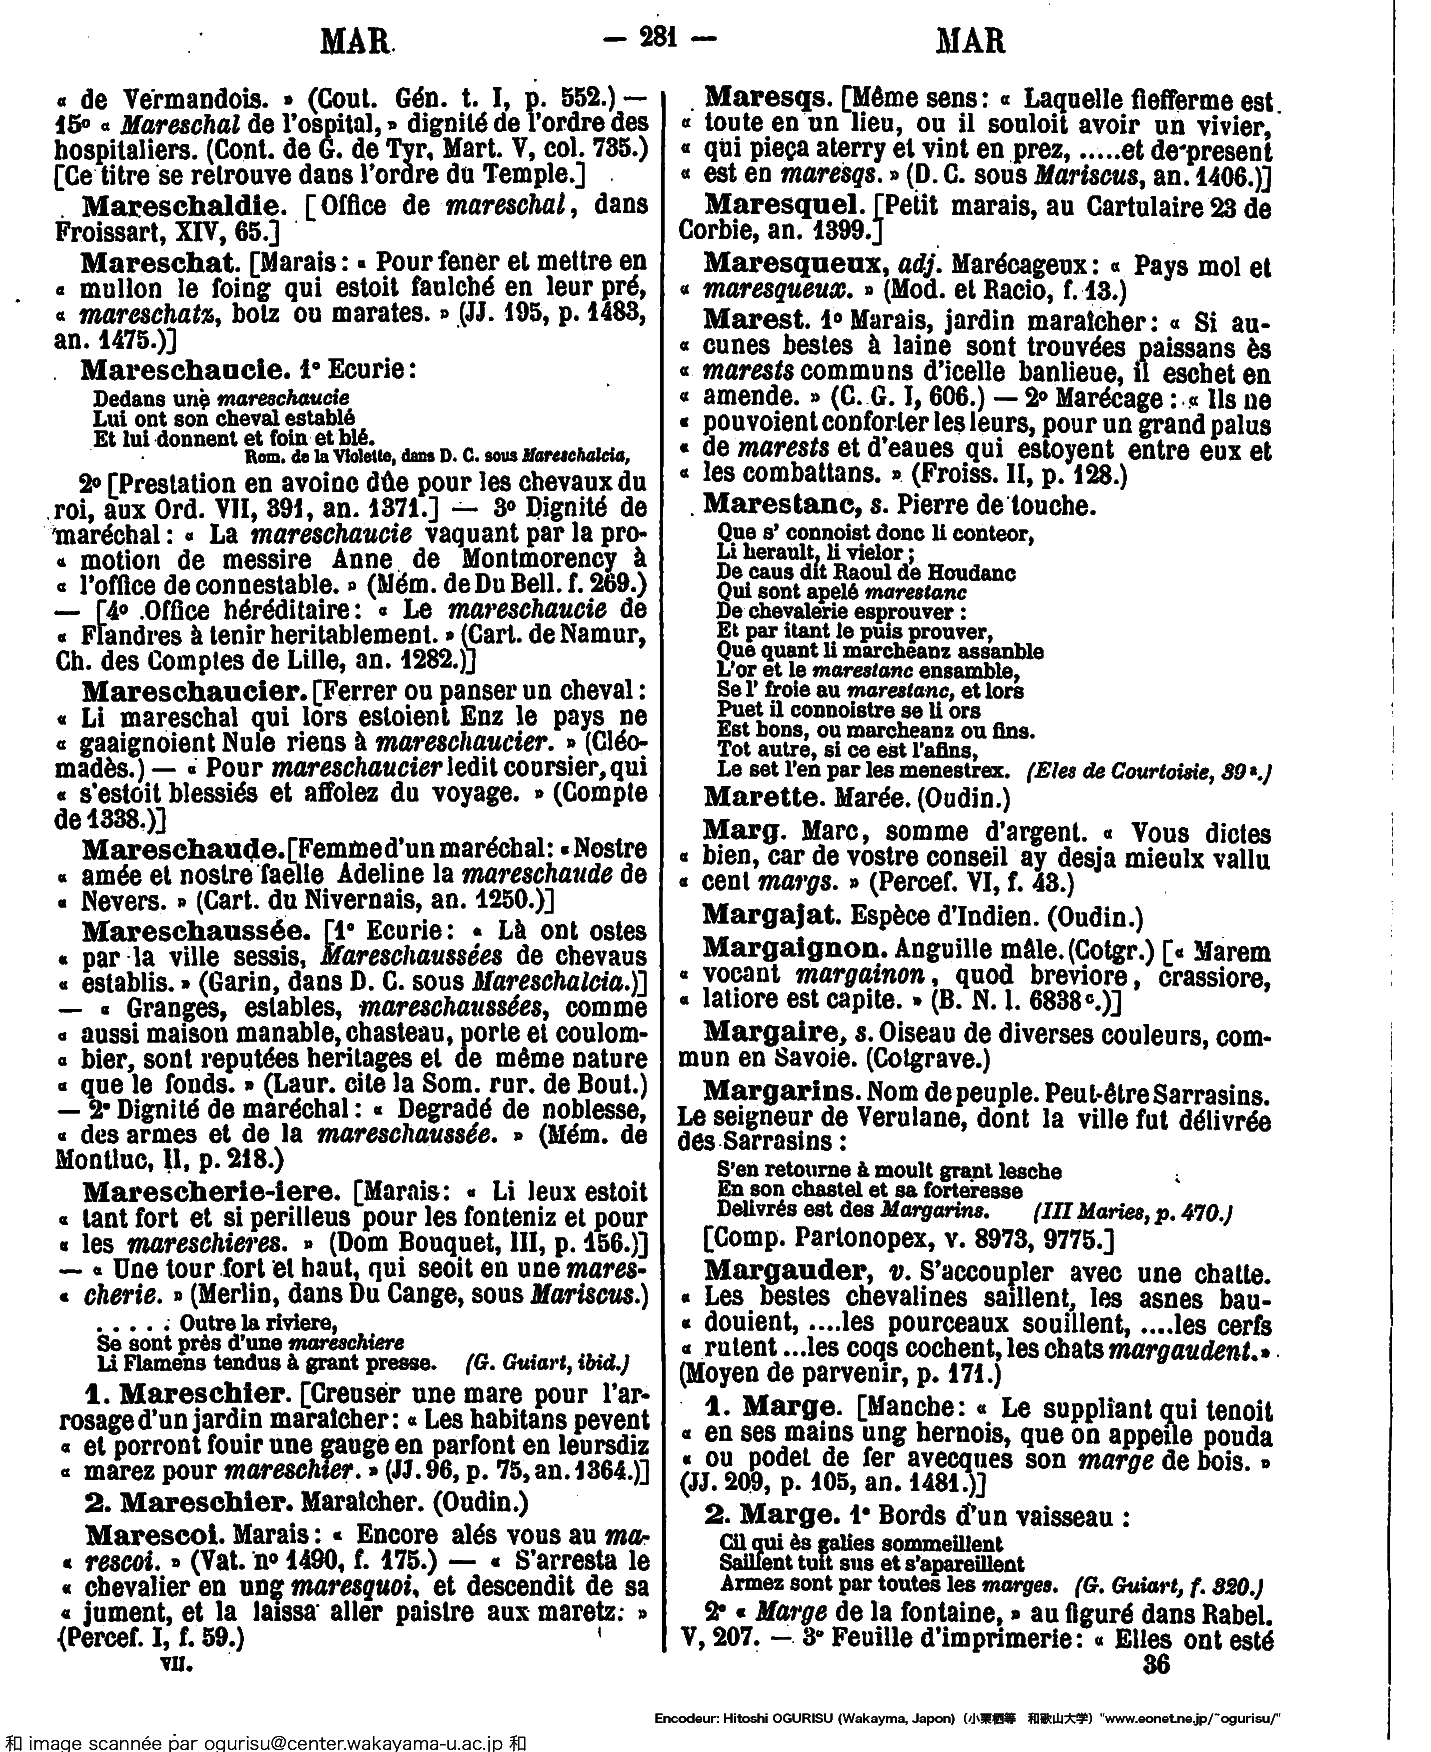 MAR — 281 — MAR
« de Vermandois. » (Cout. Gén. t. I, p. 552.) —
15º « Mareschal de l'ospital, » dignité de l'ordre des
hospitaliers. (Cont. de G. de Tyr, Mart. V, col. 735.)
[Ce titre se retrouve dans l'ordre du Temple.]
Mareschaldie. [Office de mareschal, dans
Froissart, XIV, 65.]
Mareschat. [Marais : « Pour fener et mettre en
« mullon le foing qui estoit faulché en leur pré,
« mareschatz, botz ou marates. » (JJ. 195, p. 1483,
an. 1475.)]
Mareschaucie. 1º Ecurie :
Dedans une mareschaucie
Lui ont son cheval establé
Et lui donnent et foin et blé.
Rom. de la Violette, dans D. C. sous Mareschalcia,
2º [Prestation en avoine dûe pour les chevaux du
roi, aux Ord. VII, 391, an. 1371.] — 3º Dignité de
maréchal : « La mareschaucie vaquant par la pro-
« motion de messire Anne de Montmorency à
« l'office de connestable. » (Mém. de Du Bell. f. 269.)
— [4º Office héréditaire : « Le mareschaucie de
« Flandres à tenir heritablement. » (Cart. de Namur,
Ch. des Comptes de Lille, an. 1282.)]
Mareschaucier. [Ferrer ou panser un cheval :
« Li mareschal qui lors estoient Enz le pays ne
« gaaignoient Nule riens à mareschaucier. » (Cléo-
madès.) — « Pour mareschaucier ledit coursier, qui
« s'estoit blessiés et affolez du voyage. » (Compte
de 1338.)]
Mareschaude. [Femme d'un maréchal : « Nostre
« amée et nostre faelle Adeline la mareschaude de
« Nevers. » (Cart. du Nivernais, an. 1250.)]
Mareschaussée. [1º Ecurie : « Là ont ostes
« par la ville sessis, Mareschaussées de chevaus
« establis. » (Garin, dans D. C. sous Mareschalcia.)]
— « Granges, estables, mareschaussées, comme
« aussi maison manable, chasteau, porte et coulom-
« bier, sont reputées heritages et de même nature
« que le fonds. » (Laur. cite la Som. rur. de Bout.)
— 2º Dignité de maréchal : « Degradé de noblesse,
« des armes et de la mareschaussée. » (Mém. de
Montluc, II, p. 218.)
Marescherie-iere. [Marais : « Li leux estoit
« tant fort et si perilleus pour les fonteniz et pour
« les mareschieres. » (Dom Bouquet, III, p. 156.)]
— « Une tour fort et haut, qui seoit en une mares-
« cherie. » (Merlin, dans Du Cange, sous Mariscus.)
. . . . . Outre la riviere,
Se sont près d'une mareschiere
Li Flamens tendus à grant presse. (G. Guiart, ibid.)
1. Mareschier. [Creuser une mare pour l'ar-
rosage d'un jardin maraîcher : « Les habitans pevent
« et porront fouir une gauge en parfont en leursdiz
« marez pour mareschier. » (JJ. 96, p. 75, an. 1364.)]
2. Mareschier. Maraîcher. (Oudin.)
Marescoi. Marais : « Encore alés vous au ma-
« rescoi. » (Vat. nº 1490, f. 175.) — « S'arresta le
« chevalier en ung maresquoi, et descendit de sa
« jument, et la laissa aller paistre aux maretz. »
(Percef. I, f. 59.)
VII.
Maresqs. [Même sens : « Laquelle fiefferme est
« toute en un lieu, ou il souloit avoir un vivier,
« qui pieça aterry et vint en prez, .....et de present
« est en maresqs. » (D. C. sous Mariscus, an. 1406.)]
Maresquel. [Petit marais, au Cartulaire 23 de
Corbie, an. 1399.]
Maresqueux, adj. Marécageux : « Pays mol et
« maresqueux. » (Mod. et Racio, f. 13.)
Marest. 1º Marais, jardin maraîcher : « Si au-
« cunes bestes à laine sont trouvées paissans ès
« marests communs d'icelle banlieue, il eschet en
« amende. » (C. G. I, 606.) — 2º Marécage : « Ils ne
« pouvoient conforter les leurs, pour un grand palus
« de marests et d'eaues qui estoyent entre eux et
« les combattans. » (Froiss. II, p. 128.)
Marestanc, s. Pierre de touche.
Que s' connoist donc li conteor,
Li herault, li vielor ;
De caus dit Raoul de Houdanc
Qui sont apelé marestanc
De chevalerie esprouver :
Et par itant le puis prouver,
Que quant li marcheanz assanble
L'or et le marestanc ensamble,
Se l' froie au marestanc, et lors
Puet il connoistre se li ors
Est bons, ou marcheanz ou fins.
Tot autre, si ce est l'afins,
Le set l'en par les menestrex. (Eles de Courtoisie, 39ª.)
Marette. Marée. (Oudin.)
Marg. Marc, somme d'argent. « Vous dictes
« bien, car de vostre conseil ay desja mieulx vallu
« cent margs. » (Percef. VI, f. 43.)
Margajat. Espèce d'Indien. (Oudin.)
Margaignon. Anguille mâle. (Cotgr.) [« Marem
« vocant margainon, quod breviore, crassiore,
« latiore est capite. » (B. N. l. 6838ᶜ.)]
Margaire, s. Oiseau de diverses couleurs, com-
mun en Savoie. (Cotgrave.)
Margarins. Nom de peuple. Peut-être Sarrasins.
Le seigneur de Verulane, dont la ville fut délivrée
des Sarrasins :
S'en retourne à moult grant lesche
En son chastel et sa forteresse
Delivrés est des Margarins. (III Maries, p. 470.)
[Comp. Partonopex, v. 8973, 9775.]
Margauder, v. S'accoupler avec une chatte.
« Les bestes chevalines saillent, les asnes bau-
« douient, ....les pourceaux souillent, ....les cerfs
« rutent ...les coqs cochent, les chats margaudent. »
(Moyen de parvenir, p. 171.)
1. Marge. [Manche : « Le suppliant qui tenoit
« en ses mains ung hernois, que on appelle pouda
« ou podet de fer avecques son marge de bois. »
(JJ. 209, p. 105, an. 1481.)]
2. Marge. 1º Bords d'un vaisseau :
Cil qui ès galies sommeillent
Saillent tuit sus et s'apareillent
Armez sont par toutes les marges. (G. Guiart, f. 320.)
2º « Marge de la fontaine, » au figuré dans Rabel.
V, 207. — 3º Feuille d'imprimerie : « Elles ont esté
36
Encodeur: Hitoshi OGURISU (Wakayma, Japon) (小栗栖等 和歌山大学) "www.eonet.ne.jp/~ogurisu/"
和 image scannée par ogurisu@center.wakayama-u.ac.jp 和